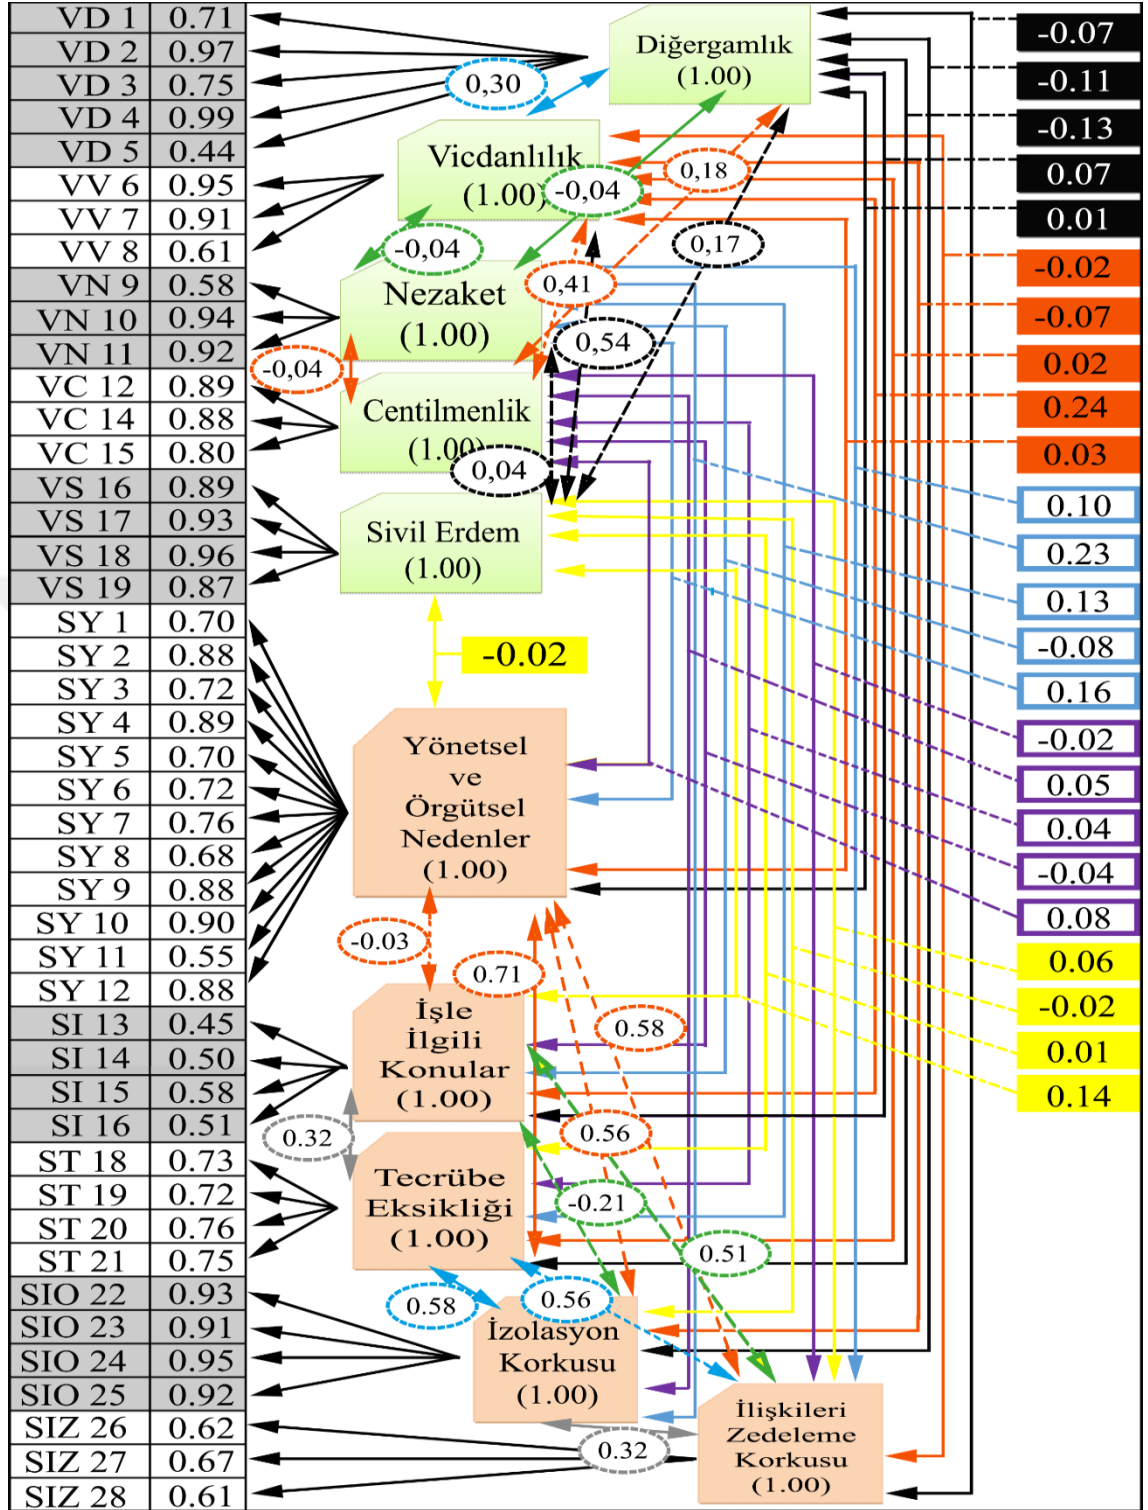 VD 1 0.71
VD 2 0.97
VD 3 0.75
VD 4 0.99
VD 5 0.44
VV 6 0.95
VV 7 0.91
VV 8 0.61
VN 9 0.58
VN 10 0.94
VN 11 0.92
VC 12 0.89
VC 14 0.88
VC 15 0.80
VS 16 0.89
VS 17 0.93
VS 18 0.96
VS 19 0.87
SY 1 0.70
SY 2 0.88
SY 3 0.72
SY 4 0.89
SY 5 0.70
SY 6 0.72
SY 7 0.76
SY 8 0.68
SY 9 0.88
SY 10 0.90
SY 11 0.55
SY 12 0.88
SI 13 0.45
SI 14 0.50
SI 15 0.58
SI 16 0.51
ST 18 0.73
ST 19 0.72
ST 20 0.76
ST 21 0.75
SIO 22 0.93
SIO 23 0.91
SIO 24 0.95
SIO 25 0.92
SIZ 26 0.62
SIZ 27 0.67
SIZ 28 0.61
Diğergamlık
(1.00)
0,30
Vicdanlılık
(1.00)
-0,04
0,18
0,17
-0,04
Nezaket
(1.00)
0,41
0,54
-0,04
Centilmenlik
(1.00)
0,04
Sivil Erdem
(1.00)
-0.02
Yönetsel
ve
Örgütsel
Nedenler
(1.00)
-0.03
0.71
0.58
İşle
İlgili
Konular
(1.00)
0.32
0.56
Tecrübe
Eksikliği
(1.00)
-0.21
0.51
0.58
0.56
İzolasyon
Korkusu
(1.00)
0.32
İlişkileri
Zedeleme
Korkusu
(1.00)
-0.07
-0.11
-0.13
0.07
0.01
-0.02
-0.07
0.02
0.24
0.03
0.10
0.23
0.13
-0.08
0.16
-0.02
0.05
0.04
-0.04
0.08
0.06
-0.02
0.01
0.14